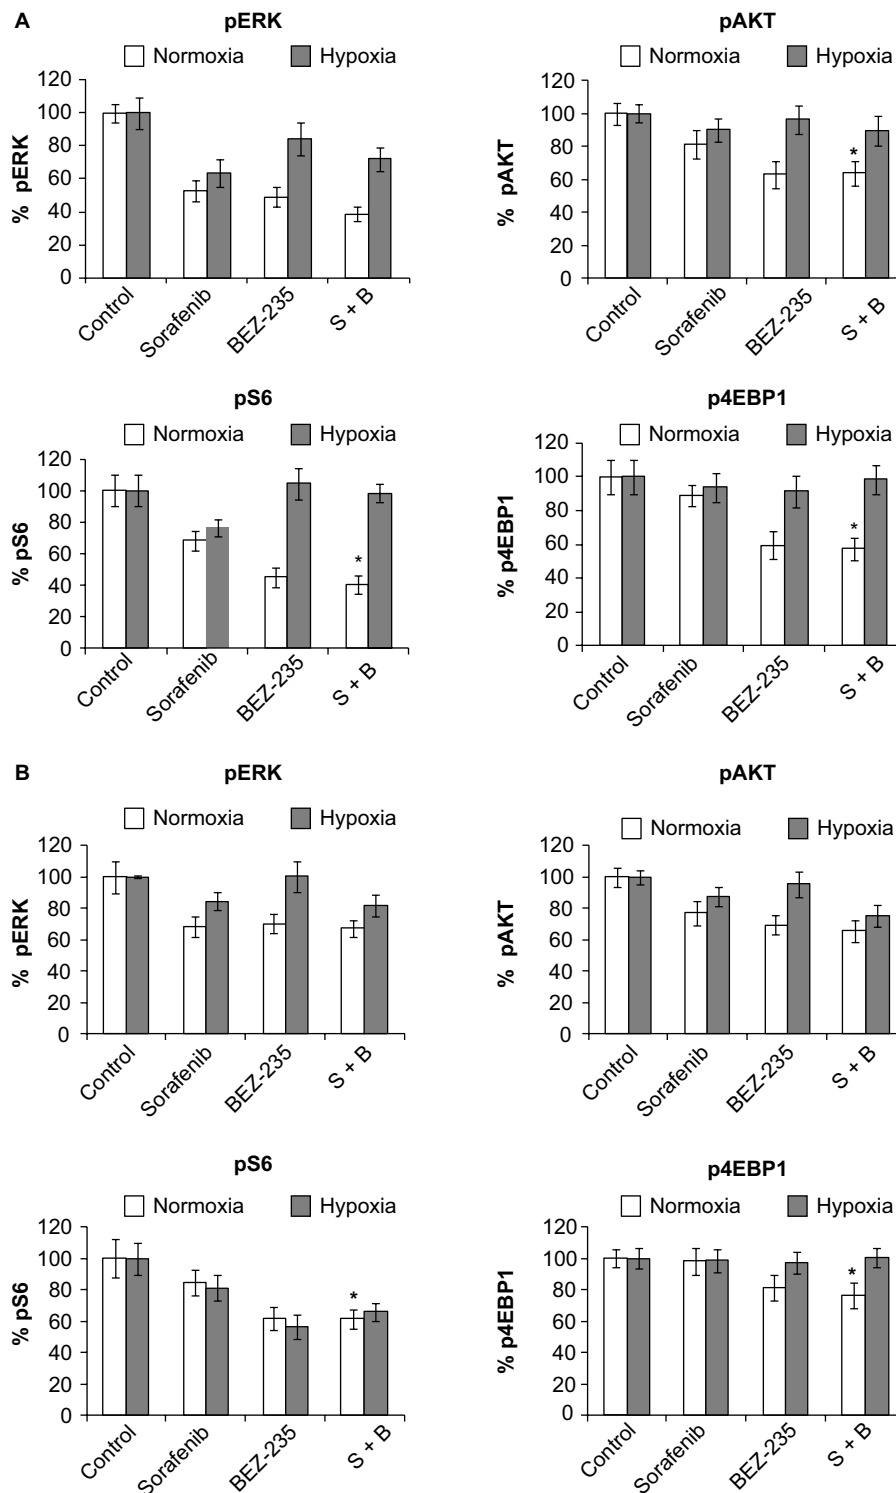 A
pERK
Normoxia Hypoxia
120
100
80
60
40
20
0
% pERK
Control
Sorafenib
BEZ-235
S + B
pAKT
Normoxia Hypoxia
120
100
80
60
40
20
0
% pAKT
*
Control
Sorafenib
BEZ-235
S + B
pS6
Normoxia Hypoxia
120
100
80
60
40
20
0
% pS6
*
Control
Sorafenib
BEZ-235
S + B
p4EBP1
Normoxia Hypoxia
120
100
80
60
40
20
0
% p4EBP1
*
Control
Sorafenib
BEZ-235
S + B
B
pERK
Normoxia Hypoxia
120
100
80
60
40
20
0
% pERK
Control
Sorafenib
BEZ-235
S + B
pAKT
Normoxia Hypoxia
120
100
80
60
40
20
0
% pAKT
Control
Sorafenib
BEZ-235
S + B
pS6
Normoxia Hypoxia
120
100
80
60
40
20
0
% pS6
*
Control
Sorafenib
BEZ-235
S + B
p4EBP1
Normoxia Hypoxia
120
100
80
60
40
20
0
% p4EBP1
*
Control
Sorafenib
BEZ-235
S + B